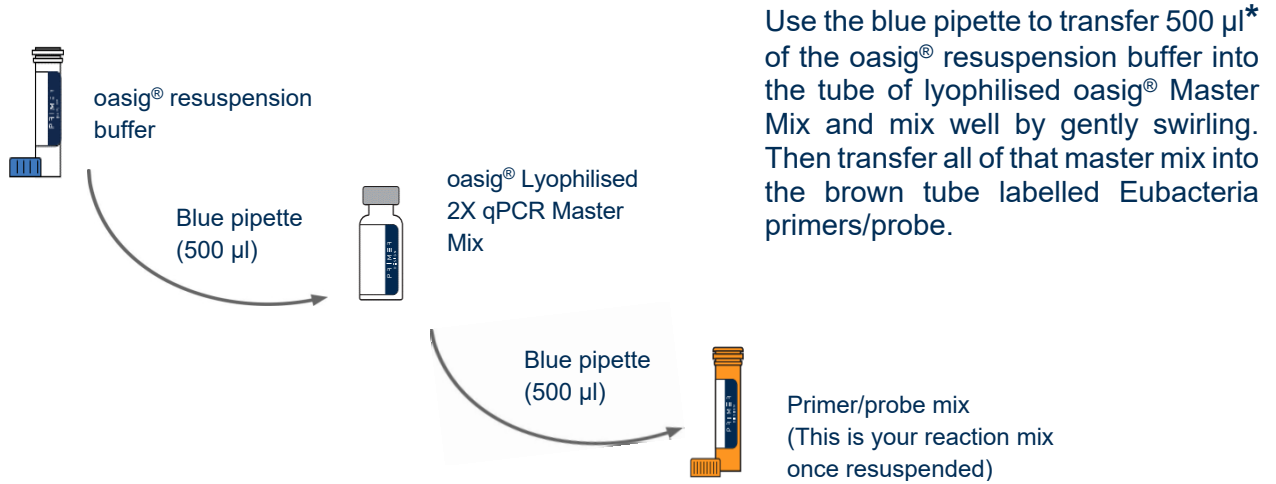 Use the blue pipette to transfer 500 µl*
of the oasig® resuspension buffer into
the tube of lyophilised oasig® Master
Mix and mix well by gently swirling.
Then transfer all of that master mix into
the brown tube labelled Eubacteria
primers/probe.
oasig® resuspension
buffer
PRIMER
Blue pipette
(500 µl)
oasig® Lyophilised
2X qPCR Master
Mix
PRIMER
Blue pipette
(500 µl)
PRIMER
Primer/probe mix
(This is your reaction mix
once resuspended)